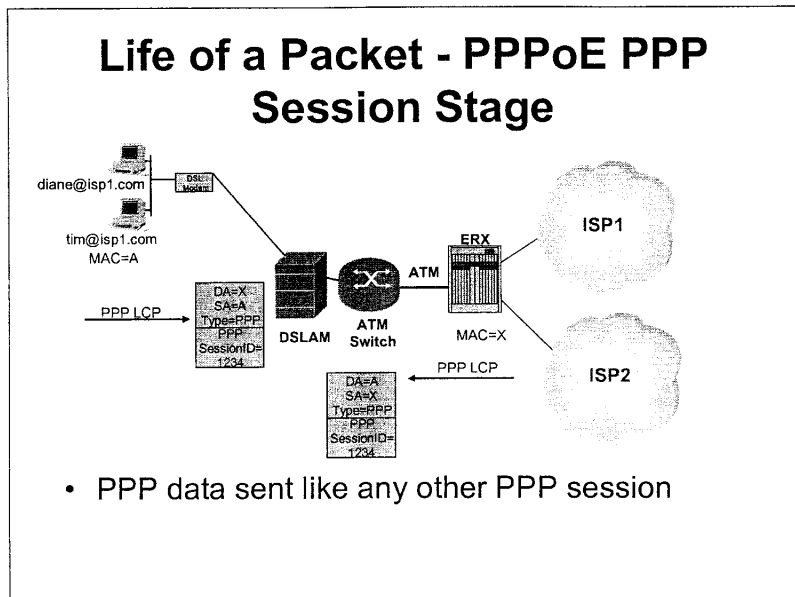 Life of a Packet - PPPoE PPP
Session Stage
diane@isp1.com
DSL
Modem
tim@isp1.com
MAC=A
ISP1
ERX
ATM
PPP LCP
DA=X
SA=A
Type=PPP
PPP
SessionID=
1234
DSLAM
ATM
Switch
MAC=X
ISP2
PPP LCP
DA=A
SA=X
Type=PPP
PPP
SessionID=
1234
• PPP data sent like any other PPP session